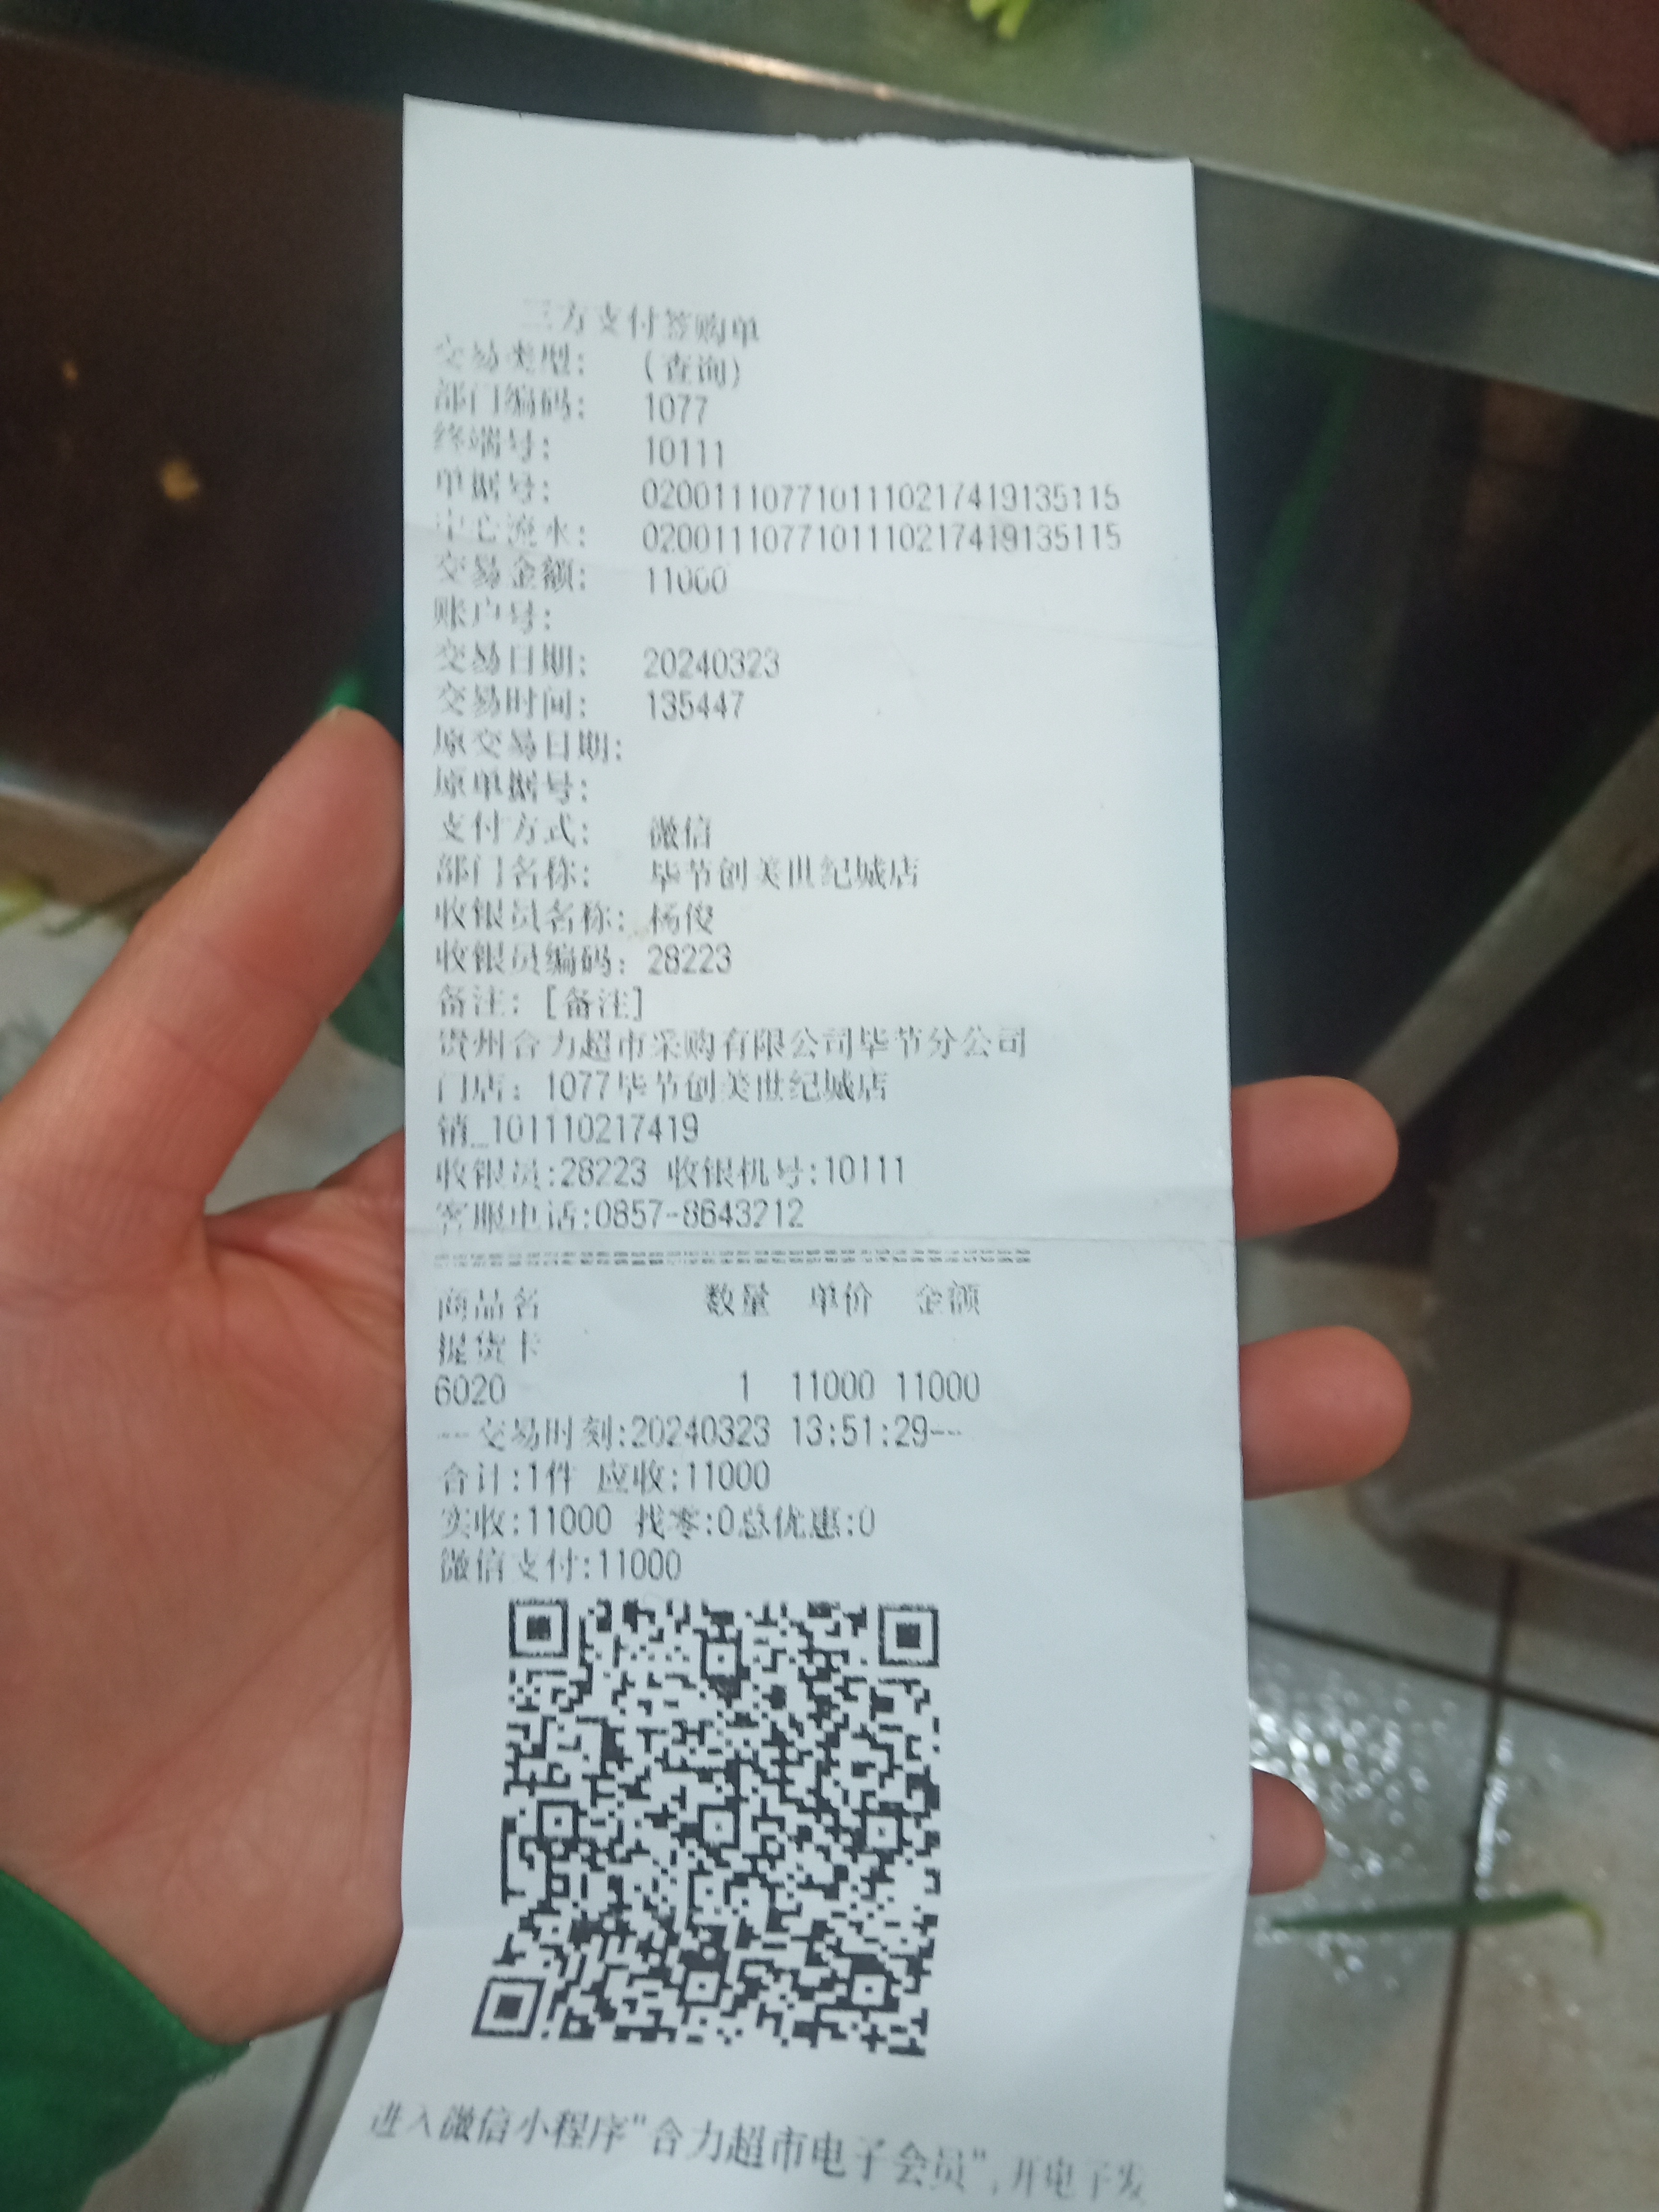 三方支付签购单
交易类型: (查询)
部门编码: 1077
终端号: 10111
单据号: 02001110771011102174191351​15
中心流水: 0200111077101110217419135115
交易金额: 11000
账户号:
交易日期: 20240323
交易时间: 135447
原交易日期:
原单据号:
支付方式: 微信
部门名称: 毕节创美世纪城店
收银员名称: 杨俊
收银员编码: 28223
备注: [备注]
贵州合力超市采购有限公司毕节分公司
门店: 1077毕节创美世纪城店
销_101110217419
收银员:28223 收银机号:10111
客服电话:0857-8643212
商品名 数量 单价 金额
提货卡
6020 1 11000 11000
--交易时刻:20240323 13:51:29--
合计:1件 应收:11000
实收:11000 找零:0总优惠:0
微信支付:11000
进入微信小程序"合力超市电子会员",开电子发